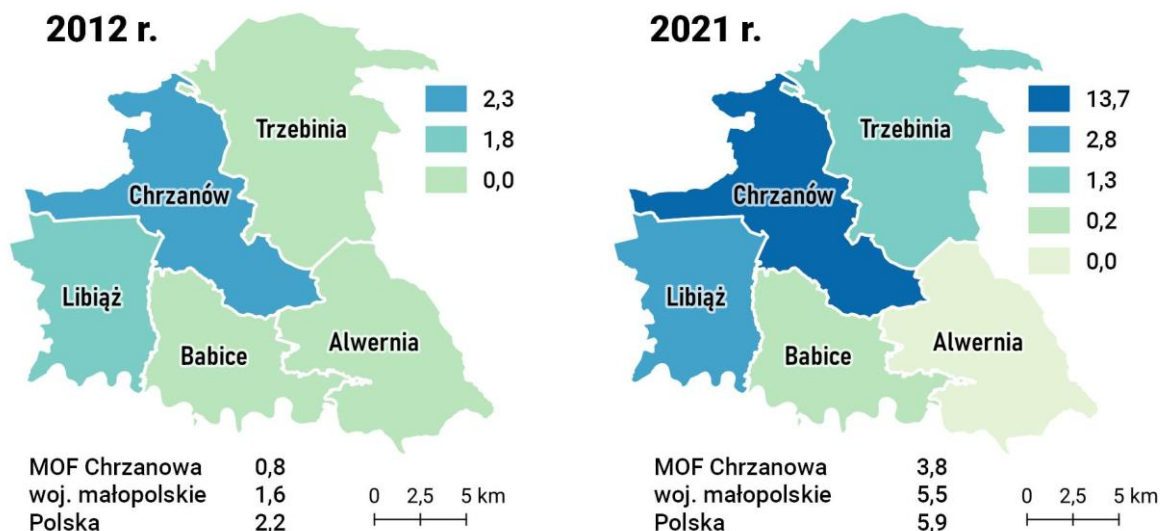 2012 r.
2,3
1,8
0,0
Trzebinia
Chrzanów
Libiąż
Babice
Alwernia
MOF Chrzanowa 0,8
woj. małopolskie 1,6
Polska 2,2
0 2,5 5 km
2021 r.
13,7
2,8
1,3
0,2
0,0
Trzebinia
Chrzanów
Libiąż
Babice
Alwernia
MOF Chrzanowa 3,8
woj. małopolskie 5,5
Polska 5,9
0 2,5 5 km